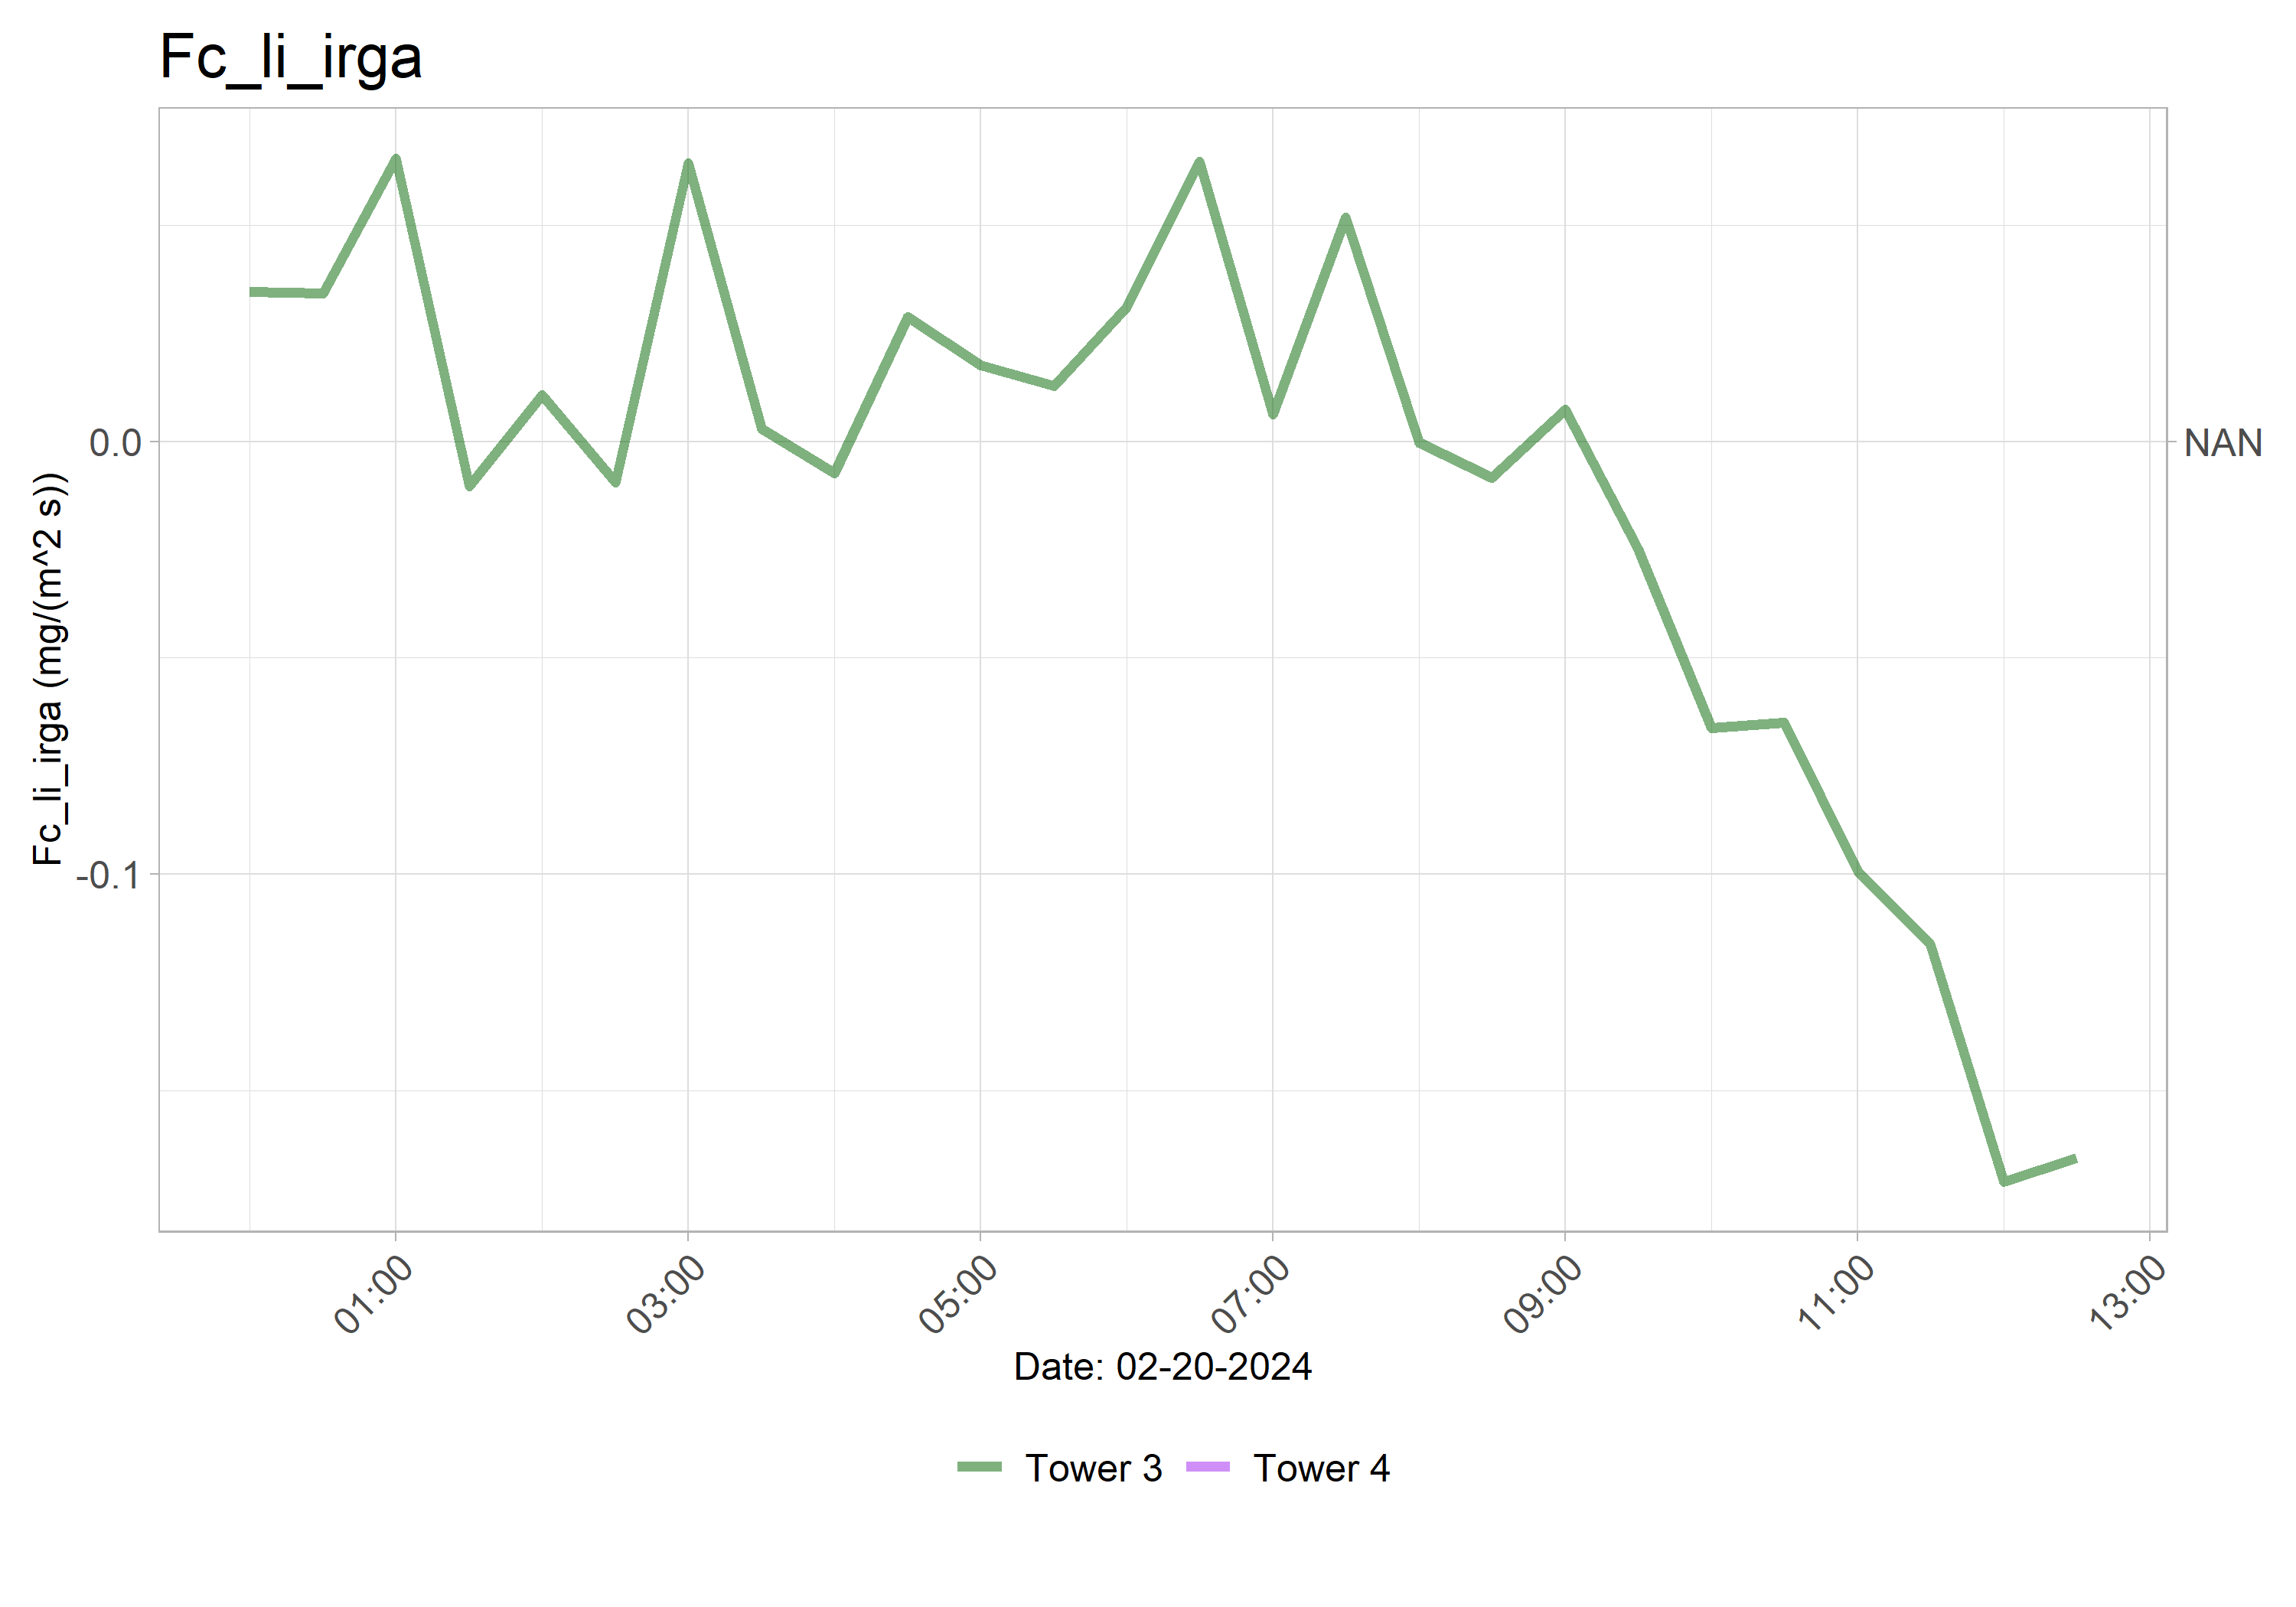 Fc_li_irga
Fc_li_irga (mg/(m^2 s))
0.0
-0.1
NAN
01:00
03:00
05:00
07:00
09:00
11:00
13:00
Date: 02-20-2024
Tower 3 Tower 4